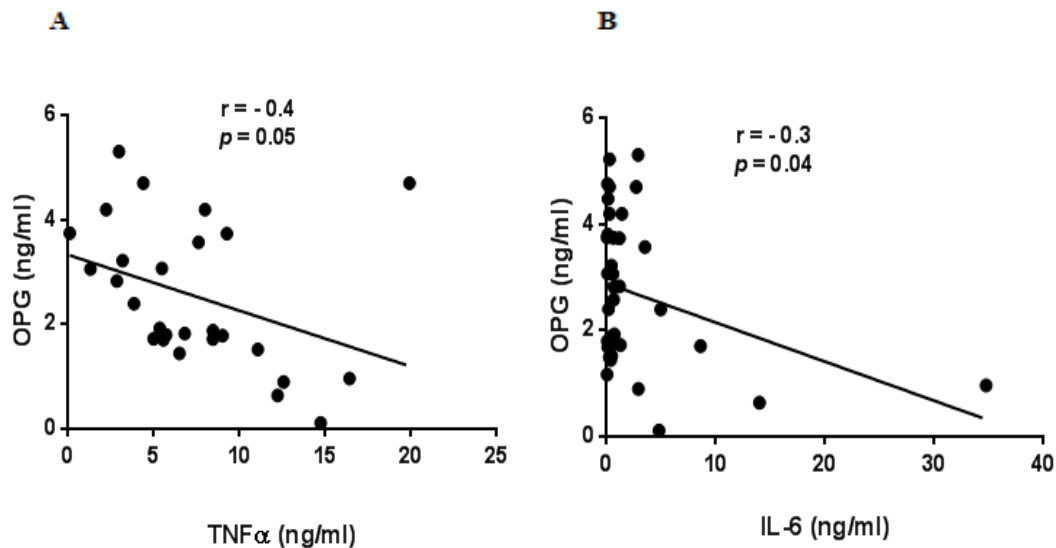 A
r = - 0.4
p = 0.05
6
4
2
0
OPG (ng/ml)
0 5 10 15 20 25
TNFα (ng/ml)
B
r = - 0.3
p = 0.04
6
4
2
0
OPG (ng/ml)
0 10 20 30 40
IL-6 (ng/ml)